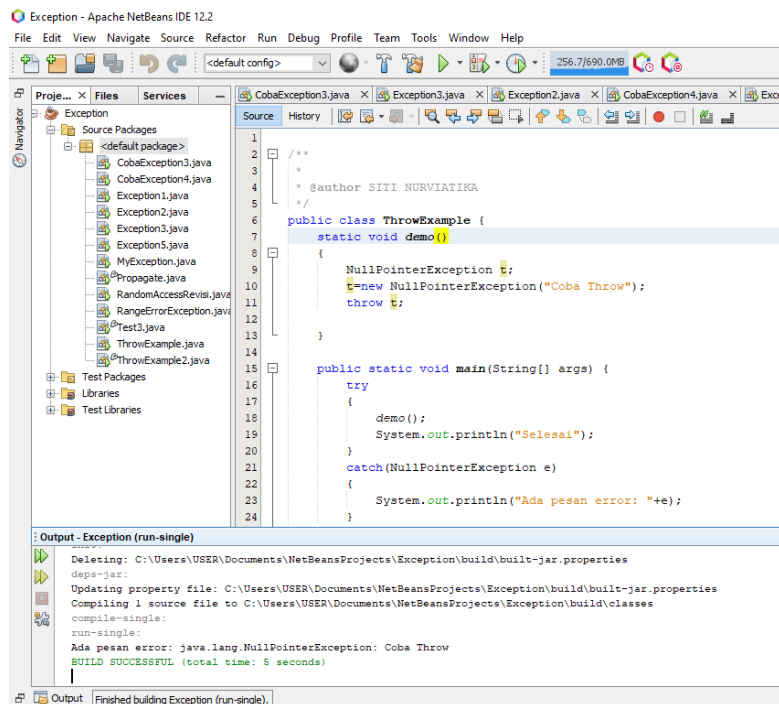 Exception - Apache NetBeans IDE 12.2
File Edit View Navigate Source Refactor Run Debug Profile Team Tools Window Help
<default config>
256.7/690.0MB
Proje... × Files Services
CobaException3.java × Exception3.java × Exception2.java × CobaException4.java × Exce
Source History
Navigator
Exception
Source Packages
<default package>
CobaException3.java
CobaException4.java
Exception1.java
Exception2.java
Exception3.java
Exception5.java
MyException.java
Propagate.java
RandomAccessRevisi.java
RangeErrorException.java
Test3.java
ThrowExample.java
ThrowExample2.java
Test Packages
Libraries
Test Libraries
1
2 /**
3 *
4 * @author SITI NURVIATIKA
5 */
6 public class ThrowExample {
7 static void demo()
8 {
9 NullPointerException t;
10 t=new NullPointerException("Coba Throw");
11 throw t;
12
13 }
14
15 public static void main(String[] args) {
16 try
17 {
18 demo();
19 System.out.println("Selesai");
20 }
21 catch(NullPointerException e)
22 {
23 System.out.println("Ada pesan error: "+e);
24 }
Output - Exception (run-single)
Deleting: C:\Users\USER\Documents\NetBeansProjects\Exception\build\built-jar.properties
deps-jar:
Updating property file: C:\Users\USER\Documents\NetBeansProjects\Exception\build\built-jar.properties
Compiling 1 source file to C:\Users\USER\Documents\NetBeansProjects\Exception\build\classes
compile-single:
run-single:
Ada pesan error: java.lang.NullPointerException: Coba Throw
BUILD SUCCESSFUL (total time: 5 seconds)
Output
Finished building Exception (run-single).